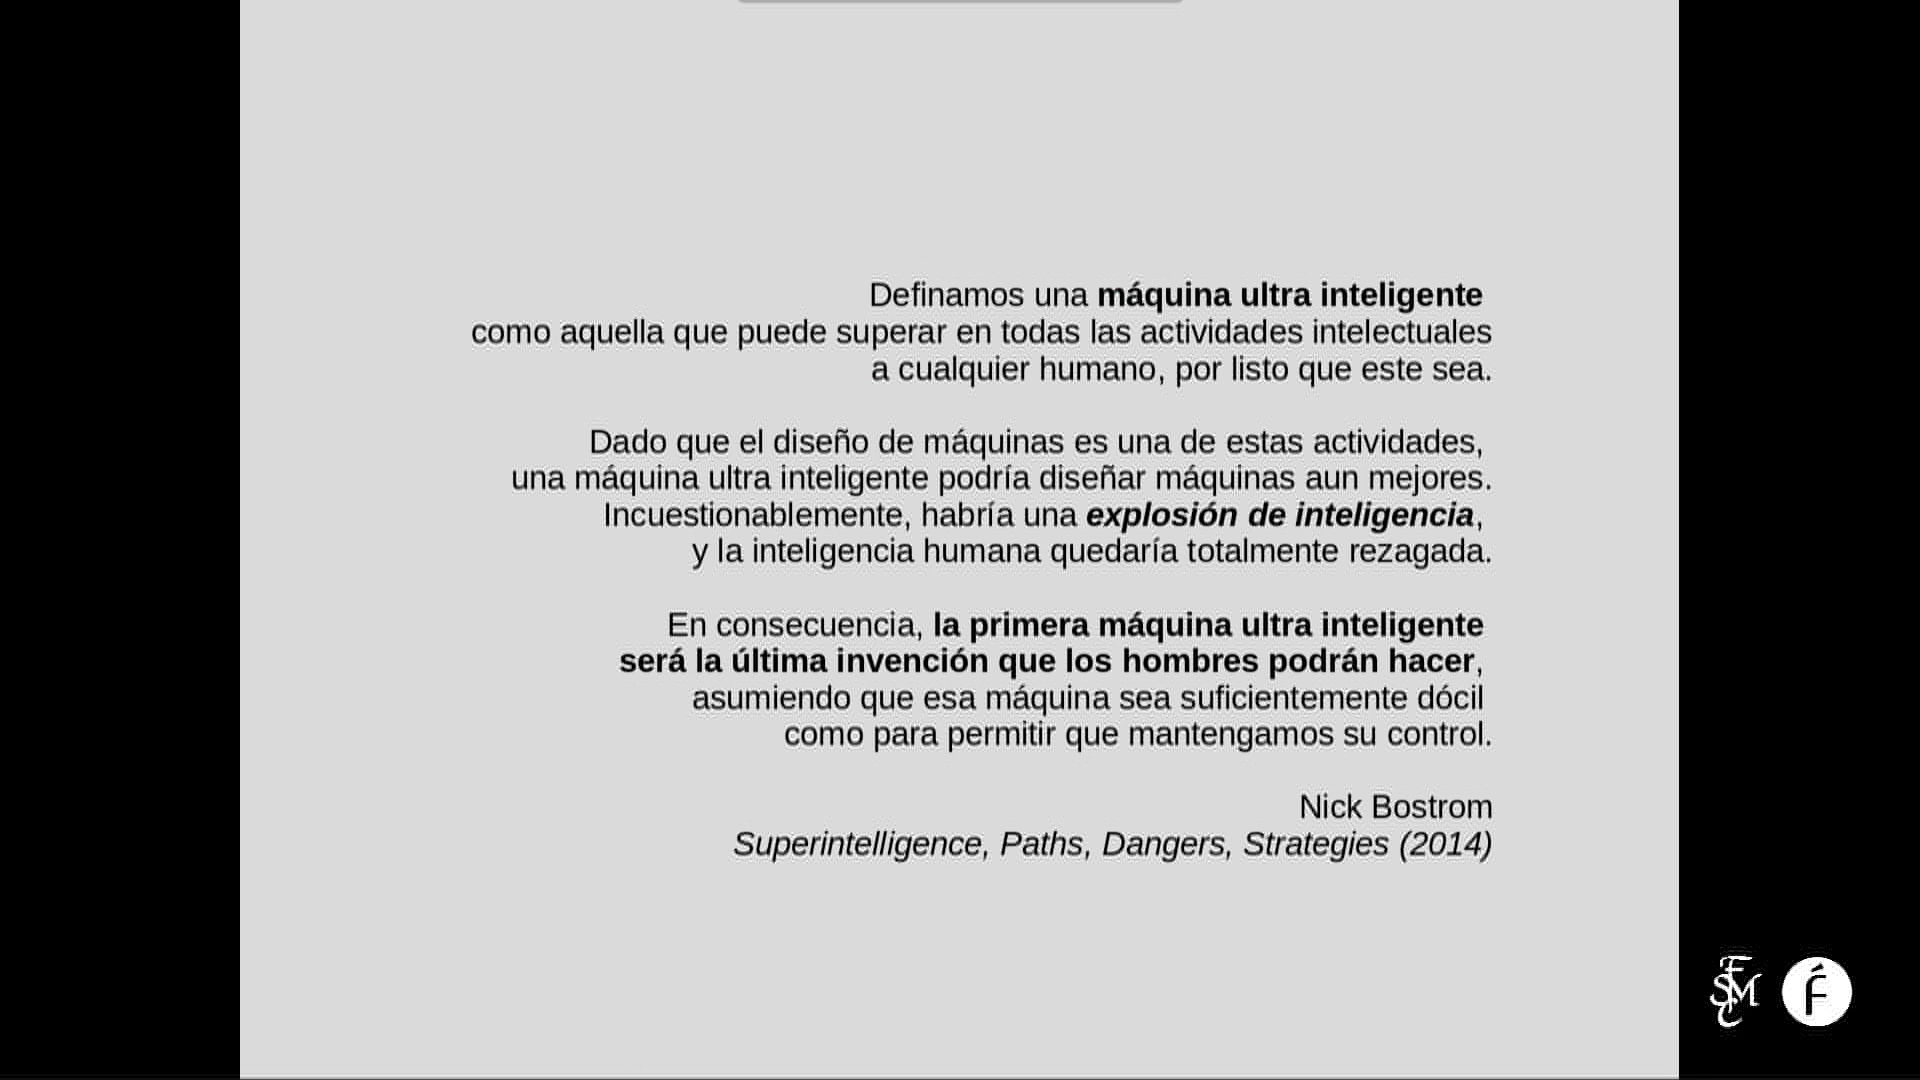 Definamos una máquina ultra inteligente
como aquella que puede superar en todas las actividades intelectuales
a cualquier humano, por listo que este sea.
Dado que el diseño de máquinas es una de estas actividades,
una máquina ultra inteligente podría diseñar máquinas aun mejores.
Incuestionablemente, habría una explosión de inteligencia,
y la inteligencia humana quedaría totalmente rezagada.
En consecuencia, la primera máquina ultra inteligente
será la última invención que los hombres podrán hacer,
asumiendo que esa máquina sea suficientemente dócil
como para permitir que mantengamos su control.
Nick Bostrom
Superintelligence, Paths, Dangers, Strategies (2014)